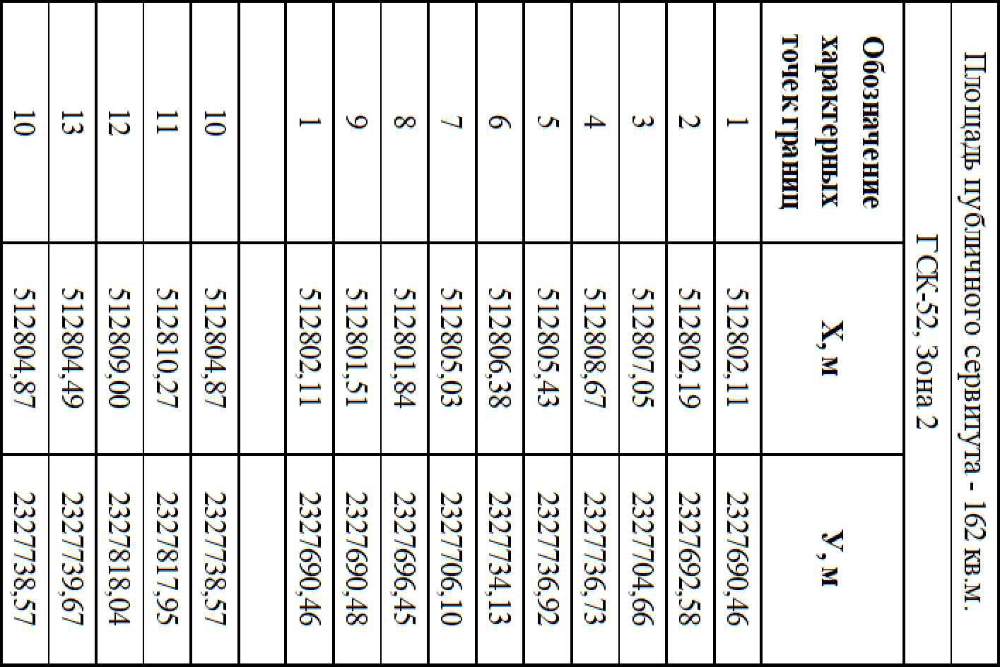 Площадь публичного сервитута - 162 кв.м.
ГСК-52, Зона 2
Обозначение характерных точек границ X, м У, м
1 512802,11 2327690,46
2 512802,19 2327692,58
3 512807,05 2327704,66
4 512808,67 2327736,73
5 512805,43 2327736,92
6 512806,38 2327734,13
7 512805,03 2327706,10
8 512801,84 2327696,45
9 512801,51 2327690,48
1 512802,11 2327690,46
10 512804,87 2327738,57
11 512810,27 2327817,95
12 512809,00 2327818,04
13 512804,49 2327739,67
10 512804,87 2327738,57